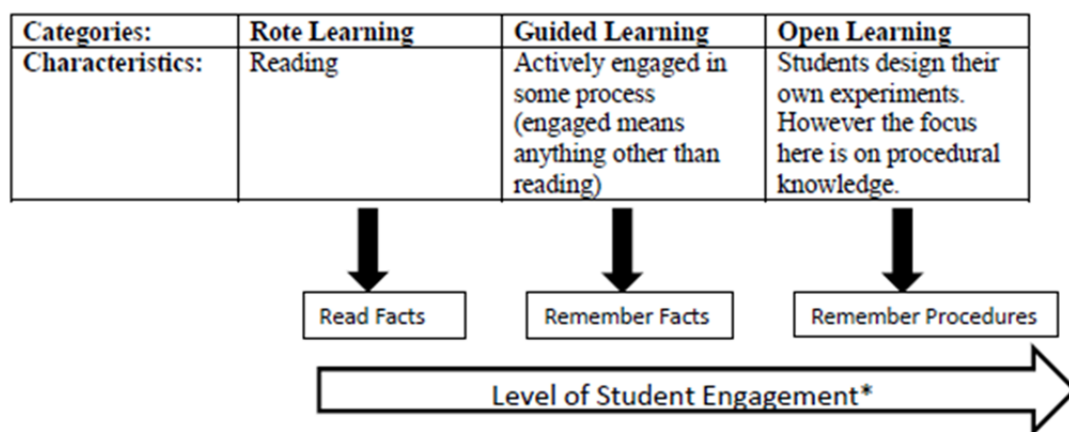 Categories: Rote Learning Guided Learning Open Learning
Characteristics: Reading Actively engaged in Students design their
some process own experiments.
(engaged means However the focus
anything other than here is on procedural
reading) knowledge.
Read Facts Remember Facts Remember Procedures
Level of Student Engagement*